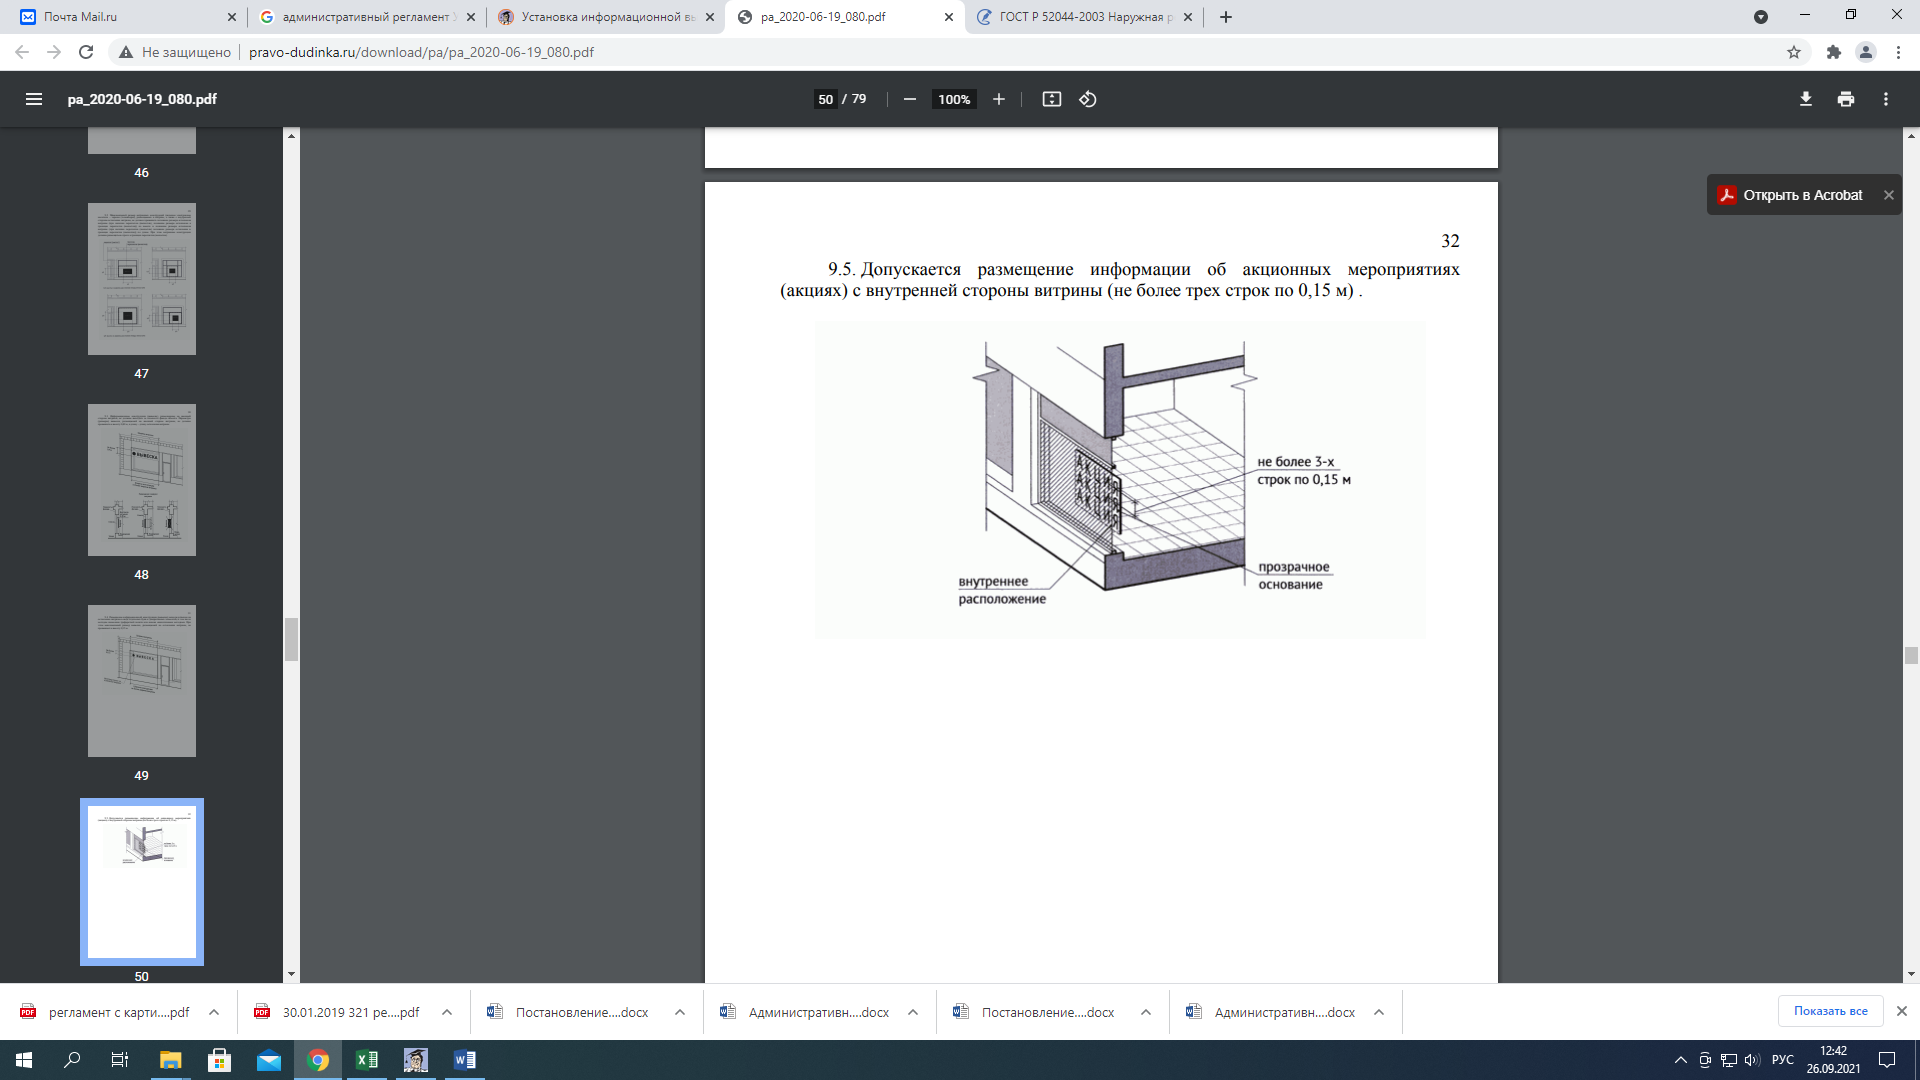 Почта Mail.ru
административный регламент У
Установка информационной вы
pa_2020-06-19_080.pdf
ГОСТ Р 52044-2003 Наружная р
Не защищено
pravo-dudinka.ru/download/pa/pa_2020-06-19_080.pdf
pa_2020-06-19_080.pdf
50 / 79
100%
Открыть в Acrobat
46
47
48
49
50
32
9.5. Допускается размещение информации об акционных мероприятиях
(акциях) с внутренней стороны витрины (не более трех строк по 0,15 м) .
АКЦИЯ
АКЦИЯ
АКЦИЯ
не более 3-х
строк по 0,15 м
прозрачное
основание
внутреннее
расположение
регламент с карти....pdf
30.01.2019 321 ре....pdf
Постановление....docx
Административн....docx
Постановление....docx
Административн....docx
Показать все
РУС
12:42
26.09.2021